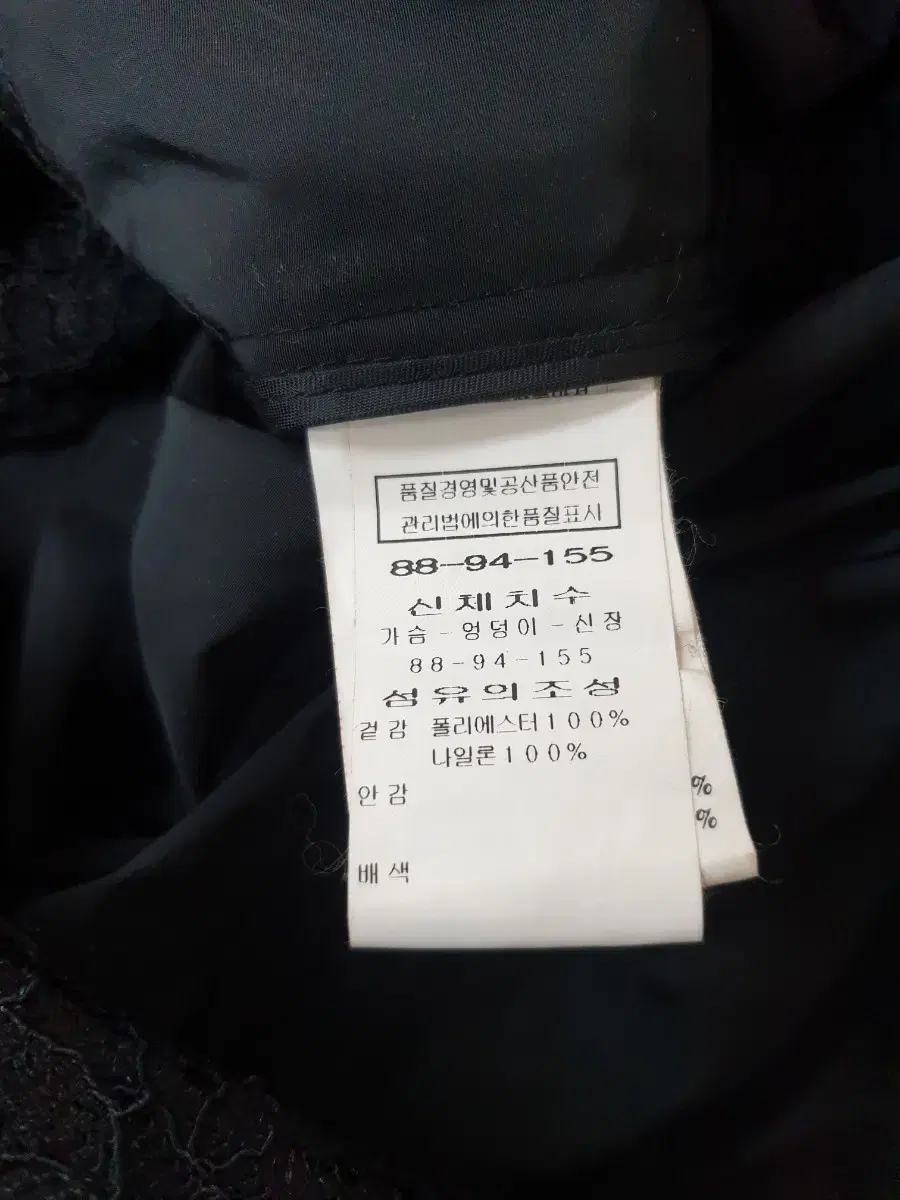 품질경영및공산품안전
관리법에의한품질표시
88-94-155
신체치수
가슴-엉덩이-신장
88-94-155
섬유의조성
겉감 폴리에스터100%
나일론100%
안감
배색
%
%